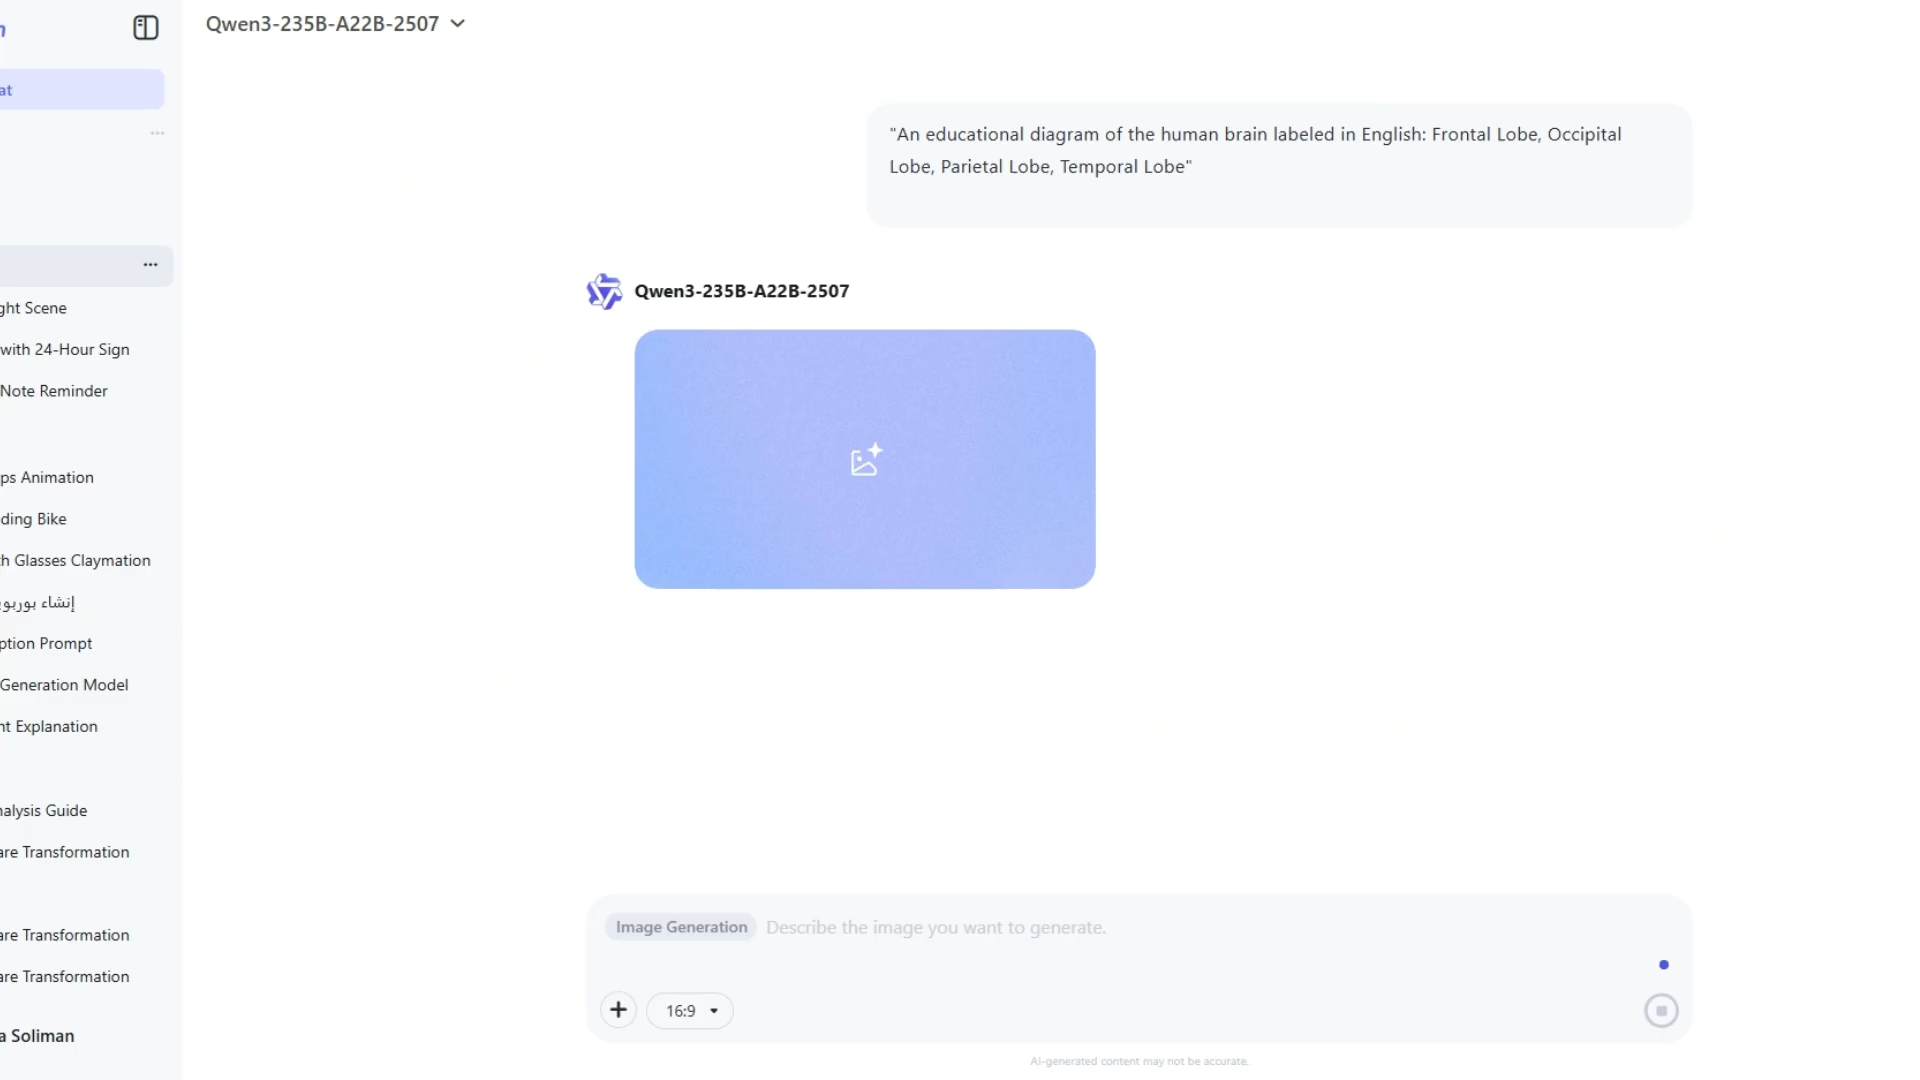 Qwen3-235B-A22B-2507
at
"An educational diagram of the human brain labeled in English: Frontal Lobe, Occipital
Lobe, Parietal Lobe, Temporal Lobe"
Qwen3-235B-A22B-2507
ght Scene
with 24-Hour Sign
Note Reminder
ps Animation
ding Bike
h Glasses Claymation
إنشاء بوربو
ption Prompt
Generation Model
nt Explanation
nalysis Guide
are Transformation
are Transformation
are Transformation
a Soliman
Image Generation Describe the image you want to generate.
16:9
AI-generated content may not be accurate.